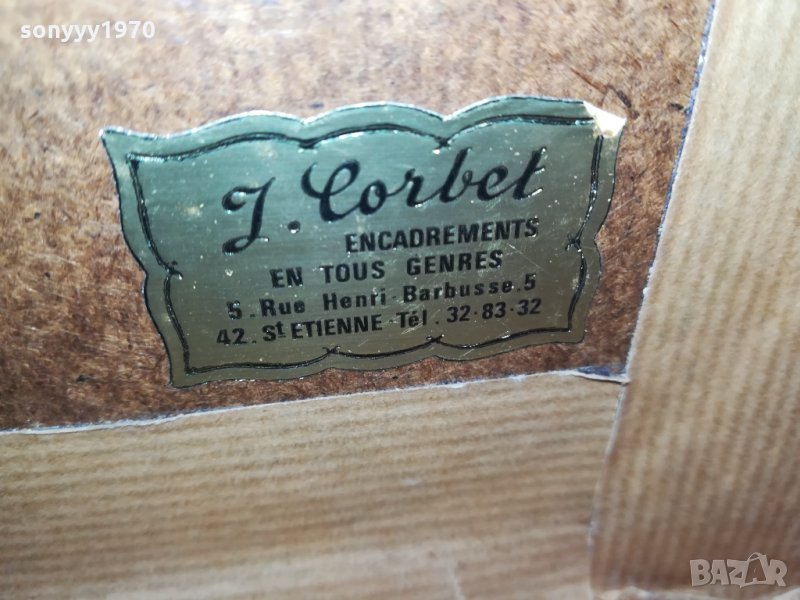 sonyyy1970
J. Corbet
ENCADREMENTS
EN TOUS GENRES
5. Rue Henri-Barbusse.5
42. St ETIENNE-Tél. 32-83-32
BAZAR